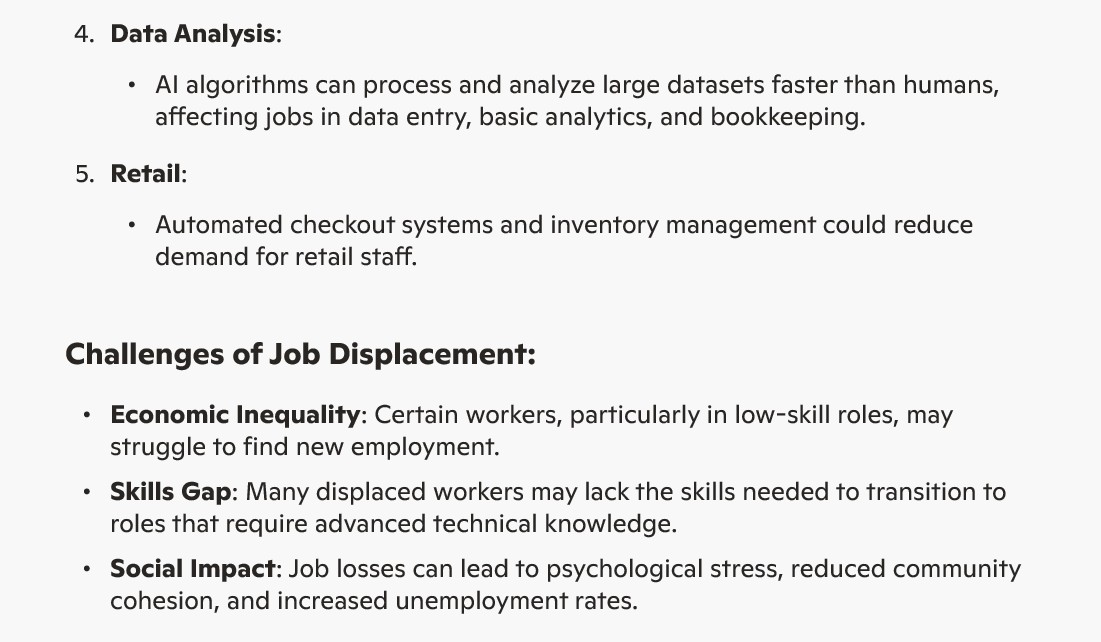 4. Data Analysis:
• AI algorithms can process and analyze large datasets faster than humans,
affecting jobs in data entry, basic analytics, and bookkeeping.
5. Retail:
• Automated checkout systems and inventory management could reduce
demand for retail staff.
Challenges of Job Displacement:
• Economic Inequality: Certain workers, particularly in low-skill roles, may
struggle to find new employment.
• Skills Gap: Many displaced workers may lack the skills needed to transition to
roles that require advanced technical knowledge.
• Social Impact: Job losses can lead to psychological stress, reduced community
cohesion, and increased unemployment rates.